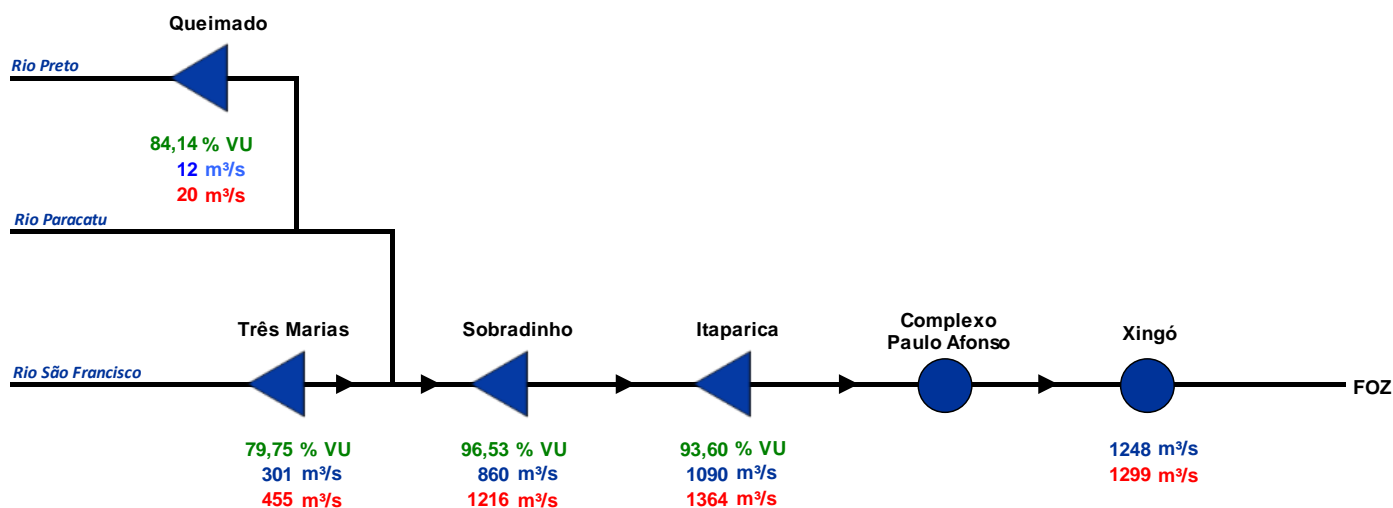 Queimado
Rio Preto
84,14 % VU
12 m³/s
20 m³/s
Rio Paracatu
Três Marias
Sobradinho
Itaparica
Complexo
Paulo Afonso
Xingó
Rio São Francisco
FOZ
79,75 % VU
301 m³/s
455 m³/s
96,53 % VU
860 m³/s
1216 m³/s
93,60 % VU
1090 m³/s
1364 m³/s
1248 m³/s
1299 m³/s